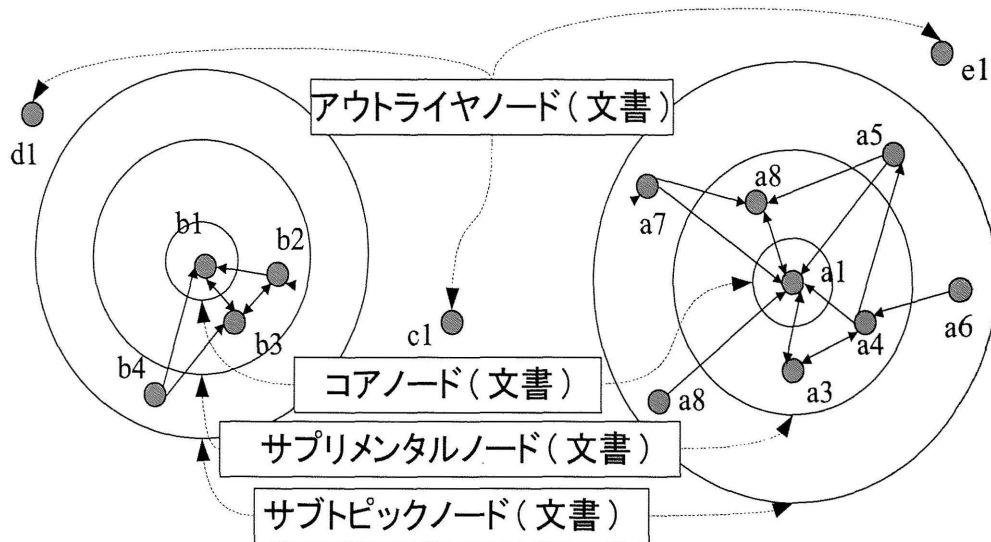 e1
アウトライヤノード(文書)
d1
a5
a8
a7
b1
b2
a1
a6
c1
a4
b3
b4
a3
コアノード(文書)
a8
サプリメンタルノード(文書)
サブトピックノード(文書)